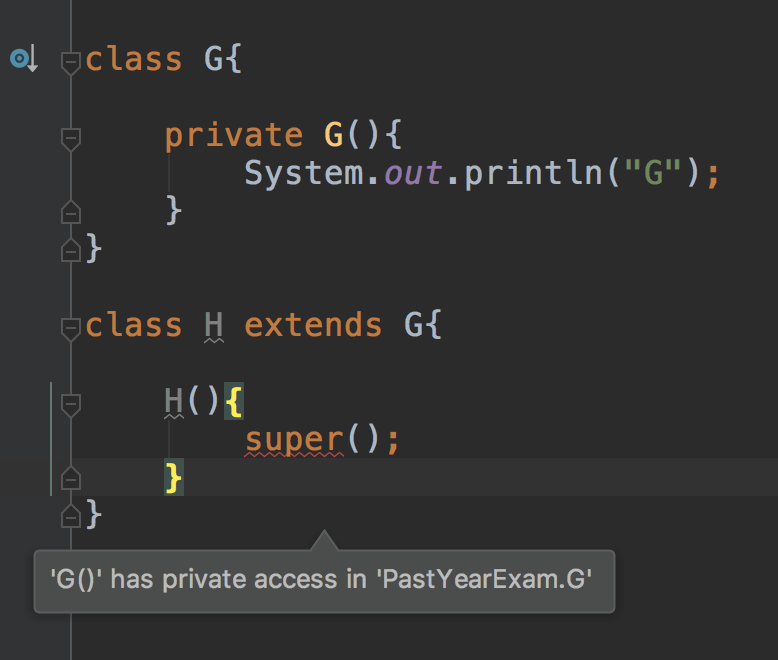 class G{
private G(){
System.out.println("G");
}
}
class H extends G{
H(){
super();
}
}
'G()' has private access in 'PastYearExam.G'